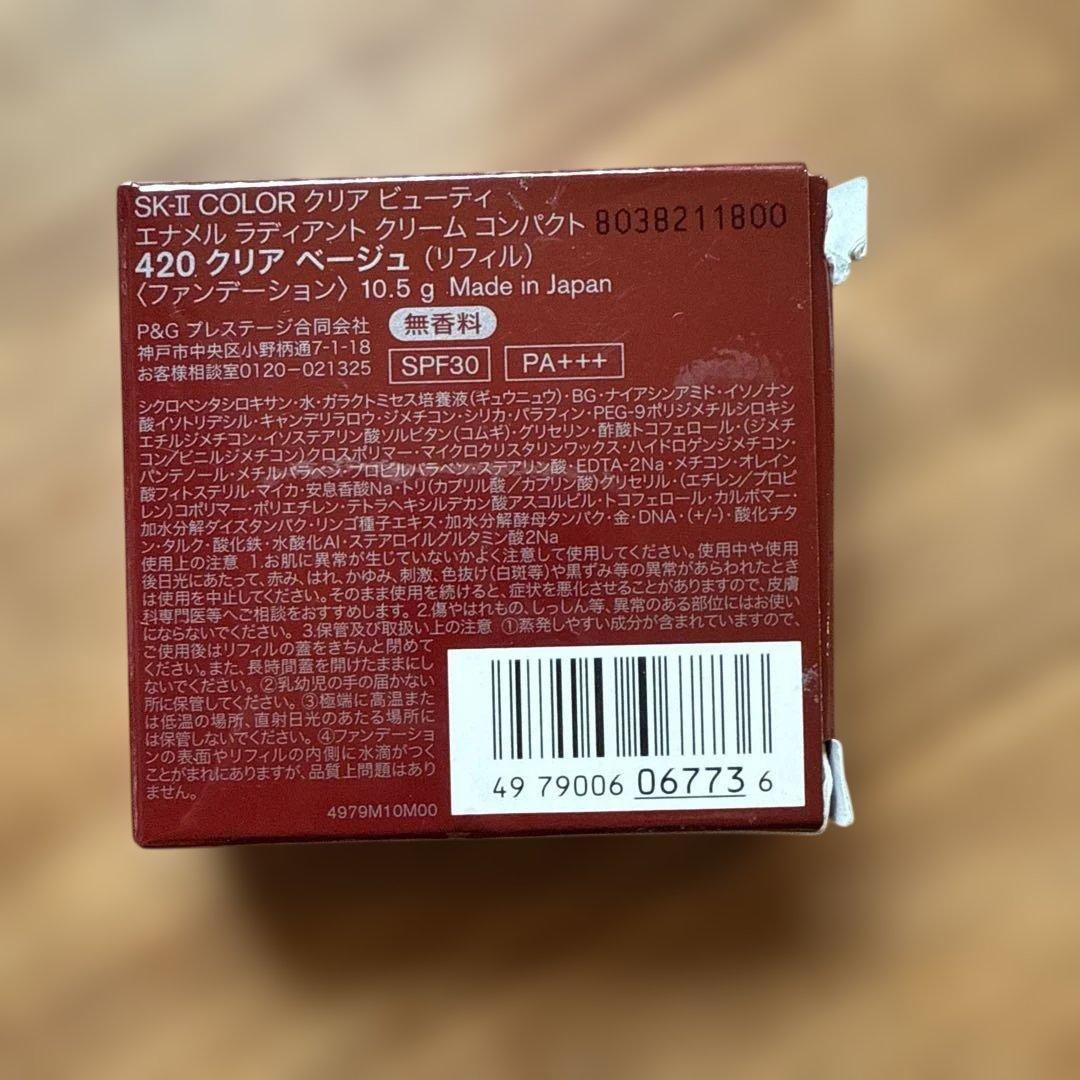 SK-II COLOR クリア ビューティ
エナメル ラディアント クリーム コンパクト 8038211800
420 クリア ベージュ（リフィル）
〈ファンデーション〉 10.5 g Made in Japan
P&G プレステージ合同会社 無香料
神戸市中央区小野柄通7-1-18
お客様相談室0120-021325 SPF30 PA+++
シクロペンタシロキサン・水・ガラクトミセス培養液(ギュウニュウ)・BG・ナイアシンアミド・イソノナン
酸イソトリデシル・キャンデリラロウ・ジメチコン・シリカ・パラフィン・PEG-9ポリジメチルシロキシ
エチルジメチコン・イソステアリン酸ソルビタン(コムギ)・グリセリン・酢酸トコフェロール・(ジメチ
コン/ビニルジメチコン)クロスポリマー・マイクロクリスタリンワックス・ハイドロゲンジメチコン・
パンテノール・メチルパラベン・プロピルパラベン・ステアリン酸・EDTA-2Na・メチコン・オレイン
酸フィトステリル・マイカ・安息香酸Na・トリ(カプリル酸/カプリン酸)グリセリル・(エチレン/プロピ
レン)コポリマー・ポリエチレン・テトラヘキシルデカン酸アスコルビル・トコフェロール・カルボマー・
加水分解ダイズタンパク・リンゴ種子エキス・加水分解酵母タンパク・金・DNA・(+/-)・酸化チタ
ン・タルク・酸化鉄・水酸化Al・ステアロイルグルタミン酸2Na
使用上の注意 1.お肌に異常が生じていないかよく注意して使用してください。使用中や使用
後日光にあたって、赤み、はれ、かゆみ、刺激、色抜け(白斑等)や黒ずみ等の異常があらわれたとき
は使用を中止してください。そのまま使用を続けると、症状を悪化させることがありますので、皮膚
科専門医等へご相談をおすすめします。2.傷やはれもの、しっしん等、異常のある部位にはお使い
にならないでください。3.保管及び取扱い上の注意 ①蒸発しやすい成分が含まれていますので、
ご使用後はリフィルの蓋をきちんと閉めて
ください。また、長時間蓋を開けたままにし
ないでください。②乳幼児の手の届かない
所に保管してください。③極端に高温また
は低温の場所、直射日光のあたる場所に
は保管しないでください。④ファンデーショ
ンの表面やリフィルの内側に水滴がつく
ことがまれにありますが、品質上問題はあり
ません。
4979M10M00
49 79006 06773 6